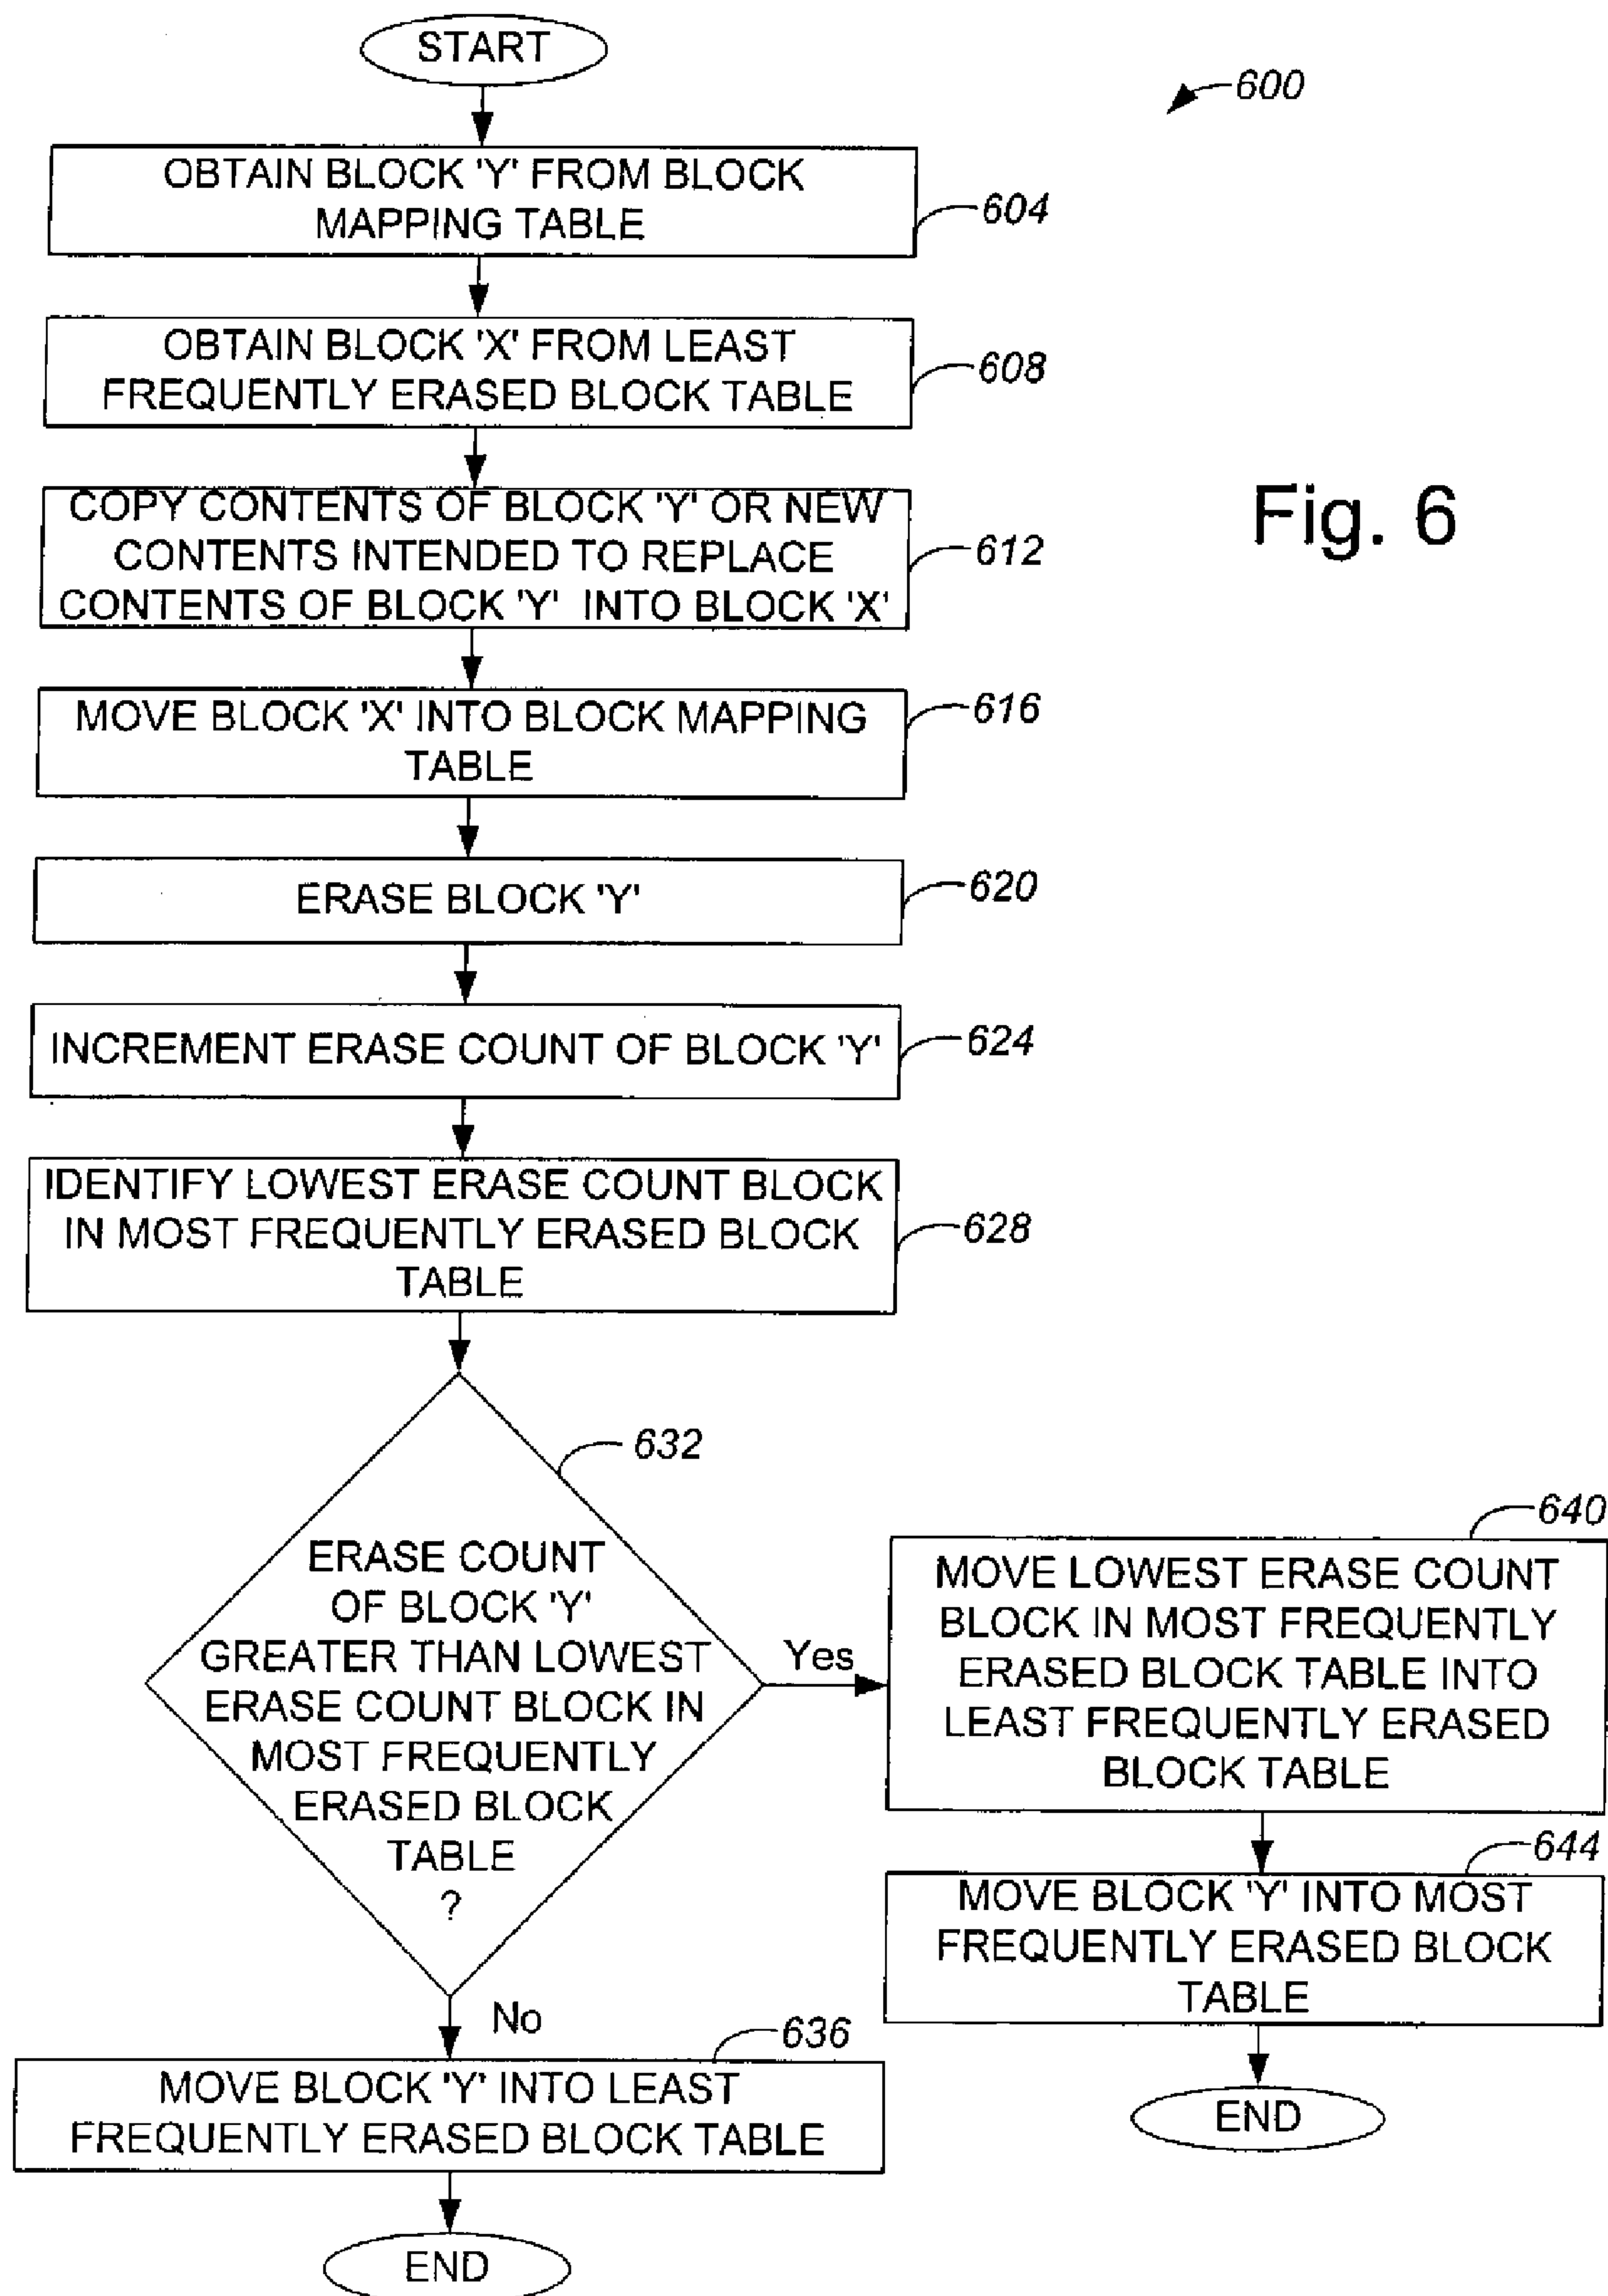 START
600
OBTAIN BLOCK 'Y' FROM BLOCK
MAPPING TABLE
604
OBTAIN BLOCK 'X' FROM LEAST
FREQUENTLY ERASED BLOCK TABLE
608
COPY CONTENTS OF BLOCK 'Y' OR NEW
CONTENTS INTENDED TO REPLACE
CONTENTS OF BLOCK 'Y' INTO BLOCK 'X'
612
Fig. 6
MOVE BLOCK 'X' INTO BLOCK MAPPING
TABLE
616
ERASE BLOCK 'Y'
620
INCREMENT ERASE COUNT OF BLOCK 'Y'
624
IDENTIFY LOWEST ERASE COUNT BLOCK
IN MOST FREQUENTLY ERASED BLOCK
TABLE
628
632
ERASE COUNT
OF BLOCK 'Y'
GREATER THAN LOWEST
ERASE COUNT BLOCK IN
MOST FREQUENTLY
ERASED BLOCK
TABLE
?
Yes
640
MOVE LOWEST ERASE COUNT
BLOCK IN MOST FREQUENTLY
ERASED BLOCK TABLE INTO
LEAST FREQUENTLY ERASED
BLOCK TABLE
644
MOVE BLOCK 'Y' INTO MOST
FREQUENTLY ERASED BLOCK
TABLE
END
No
636
MOVE BLOCK 'Y' INTO LEAST
FREQUENTLY ERASED BLOCK TABLE
END